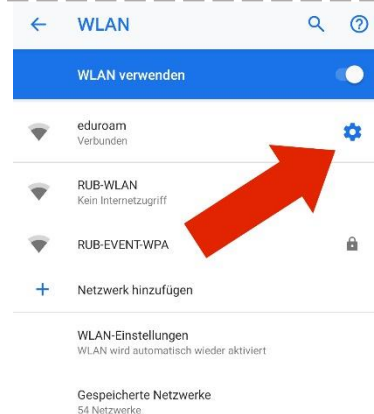 WLAN
WLAN verwenden
eduroam
Verbunden
RUB-WLAN
Kein Internetzugriff
RUB-EVENT-WPA
Netzwerk hinzufügen
WLAN-Einstellungen
WLAN wird automatisch wieder aktiviert
Gespeicherte Netzwerke
54 Netzwerke